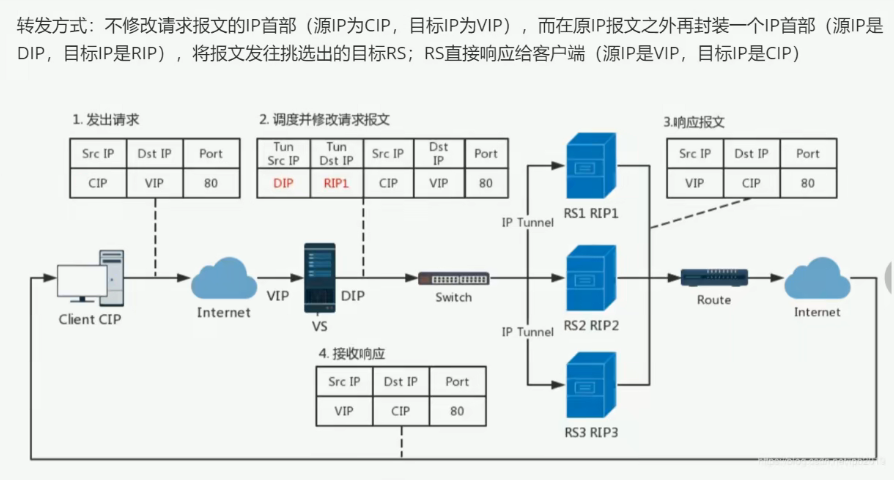 转发方式：不修改请求报文的IP首部（源IP为CIP，目标IP为VIP），而在原IP报文之外再封装一个IP首部（源IP是
DIP，目标IP是RIP），将报文发往挑选出的目标RS；RS直接响应给客户端（源IP是VIP，目标IP是CIP）
1. 发出请求
Src IP Dst IP Port
CIP VIP 80
2. 调度并修改请求报文
Tun Src IP Tun Dst IP Src IP Dst IP Port
DIP RIP1 CIP VIP 80
3.响应报文
Src IP Dst IP Port
VIP CIP 80
RS1 RIP1
IP Tunnel
Client CIP
Internet
VIP
VS
DIP
Switch
RS2 RIP2
Route
Internet
IP Tunnel
RS3 RIP3
4. 接收响应
Src IP Dst IP Port
VIP CIP 80